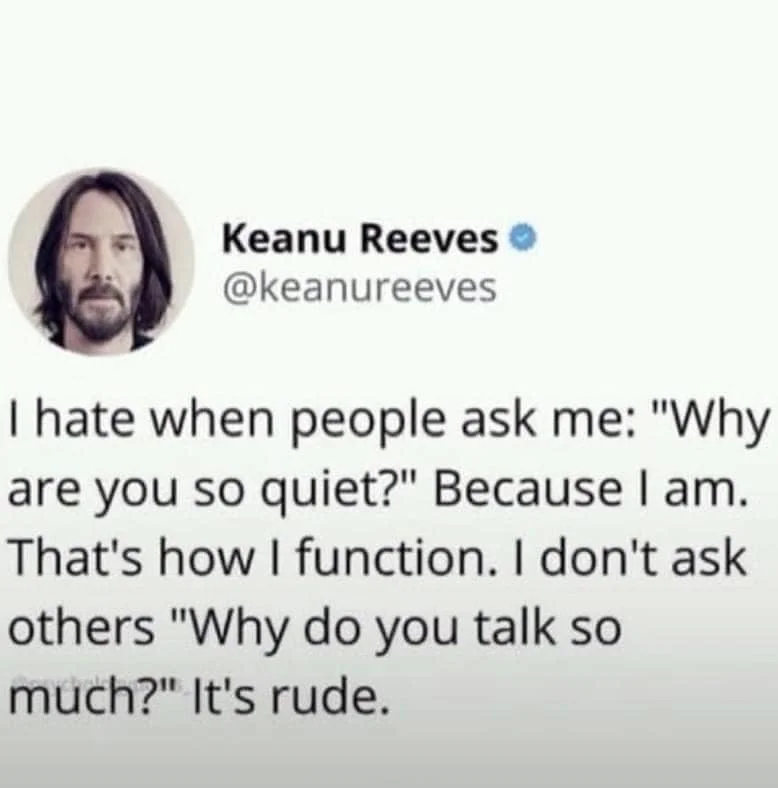 Keanu Reeves
@keanureeves
I hate when people ask me: "Why
are you so quiet?" Because I am.
That's how I function. I don't ask
others "Why do you talk so
much?" It's rude.